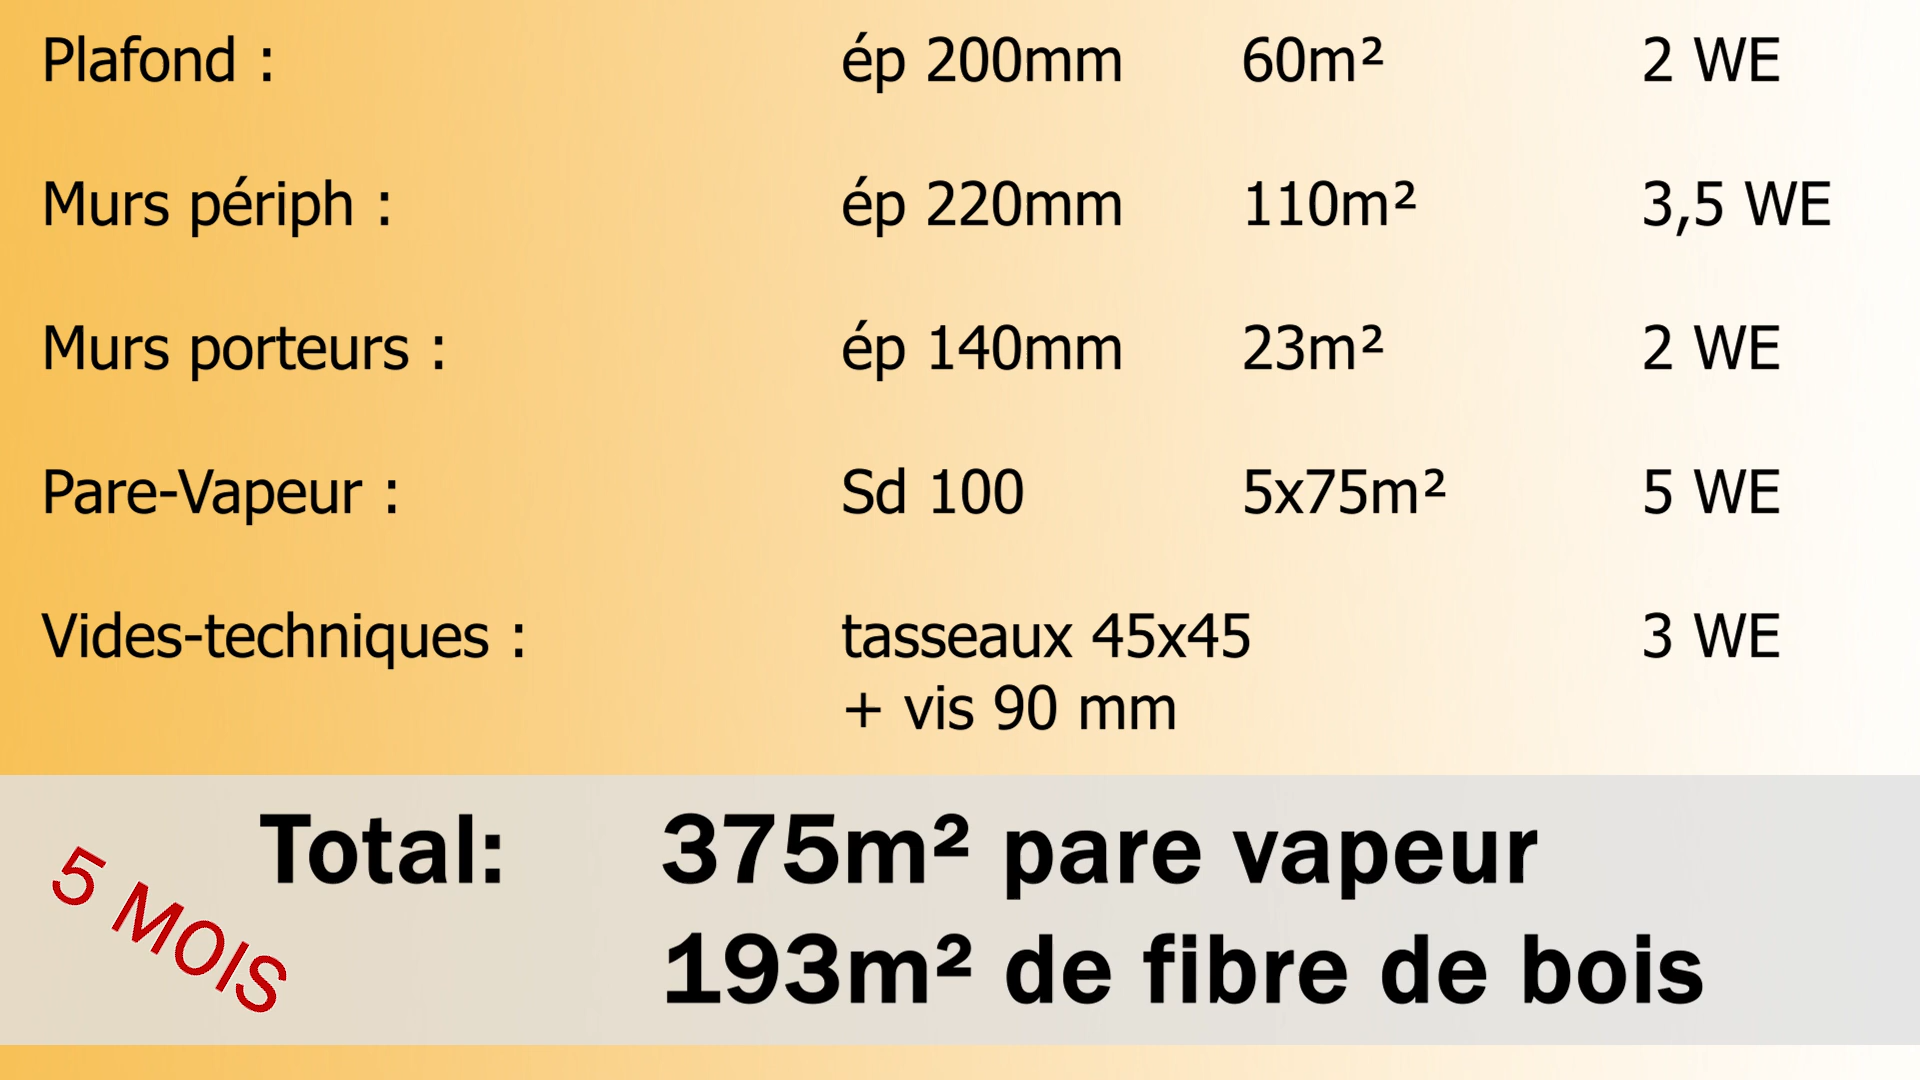 Plafond : ép 200mm 60m² 2 WE
Murs périph : ép 220mm 110m² 3,5 WE
Murs porteurs : ép 140mm 23m² 2 WE
Pare-Vapeur : Sd 100 5x75m² 5 WE
Vides-techniques : tasseaux 45x45 3 WE
+ vis 90 mm
Total: 375m² pare vapeur
5 MOIS
193m² de fibre de bois